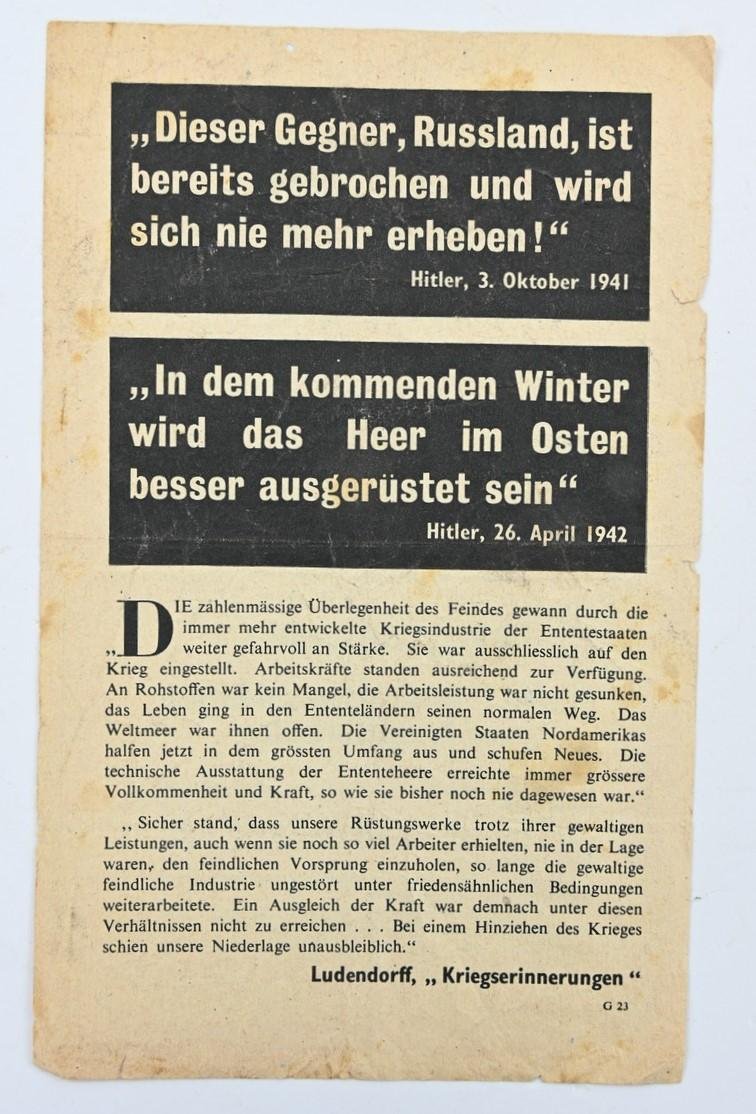 „Dieser Gegner, Russland, ist
bereits gebrochen und wird
sich nie mehr erheben!“
Hitler, 3. Oktober 1941
„In dem kommenden Winter
wird das Heer im Osten
besser ausgerüstet sein“
Hitler, 26. April 1942
„DIE zahlenmässige Überlegenheit des Feindes gewann durch die
immer mehr entwickelte Kriegsindustrie der Ententestaaten
weiter gefahrvoll an Stärke. Sie war ausschliesslich auf den
Krieg eingestellt. Arbeitskräfte standen ausreichend zur Verfügung.
An Rohstoffen war kein Mangel, die Arbeitsleistung war nicht gesunken,
das Leben ging in den Ententeländern seinen normalen Weg. Das
Weltmeer war ihnen offen. Die Vereinigten Staaten Nordamerikas
halfen jetzt in dem grössten Umfang aus und schufen Neues. Die
technische Ausstattung der Ententeheere erreichte immer grössere
Vollkommenheit und Kraft, so wie sie bisher noch nie dagewesen war.“
„Sicher stand, dass unsere Rüstungswerke trotz ihrer gewaltigen
Leistungen, auch wenn sie noch so viel Arbeiter erhielten, nie in der Lage
waren, den feindlichen Vorsprung einzuholen, so lange die gewaltige
feindliche Industrie ungestört unter friedensähnlichen Bedingungen
weiterarbeitete. Ein Ausgleich der Kraft war demnach unter diesen
Verhältnissen nicht zu erreichen . . . Bei einem Hinziehen des Krieges
schien unsere Niederlage unausbleiblich.“
Ludendorff, „Kriegserinnerungen“
G 23